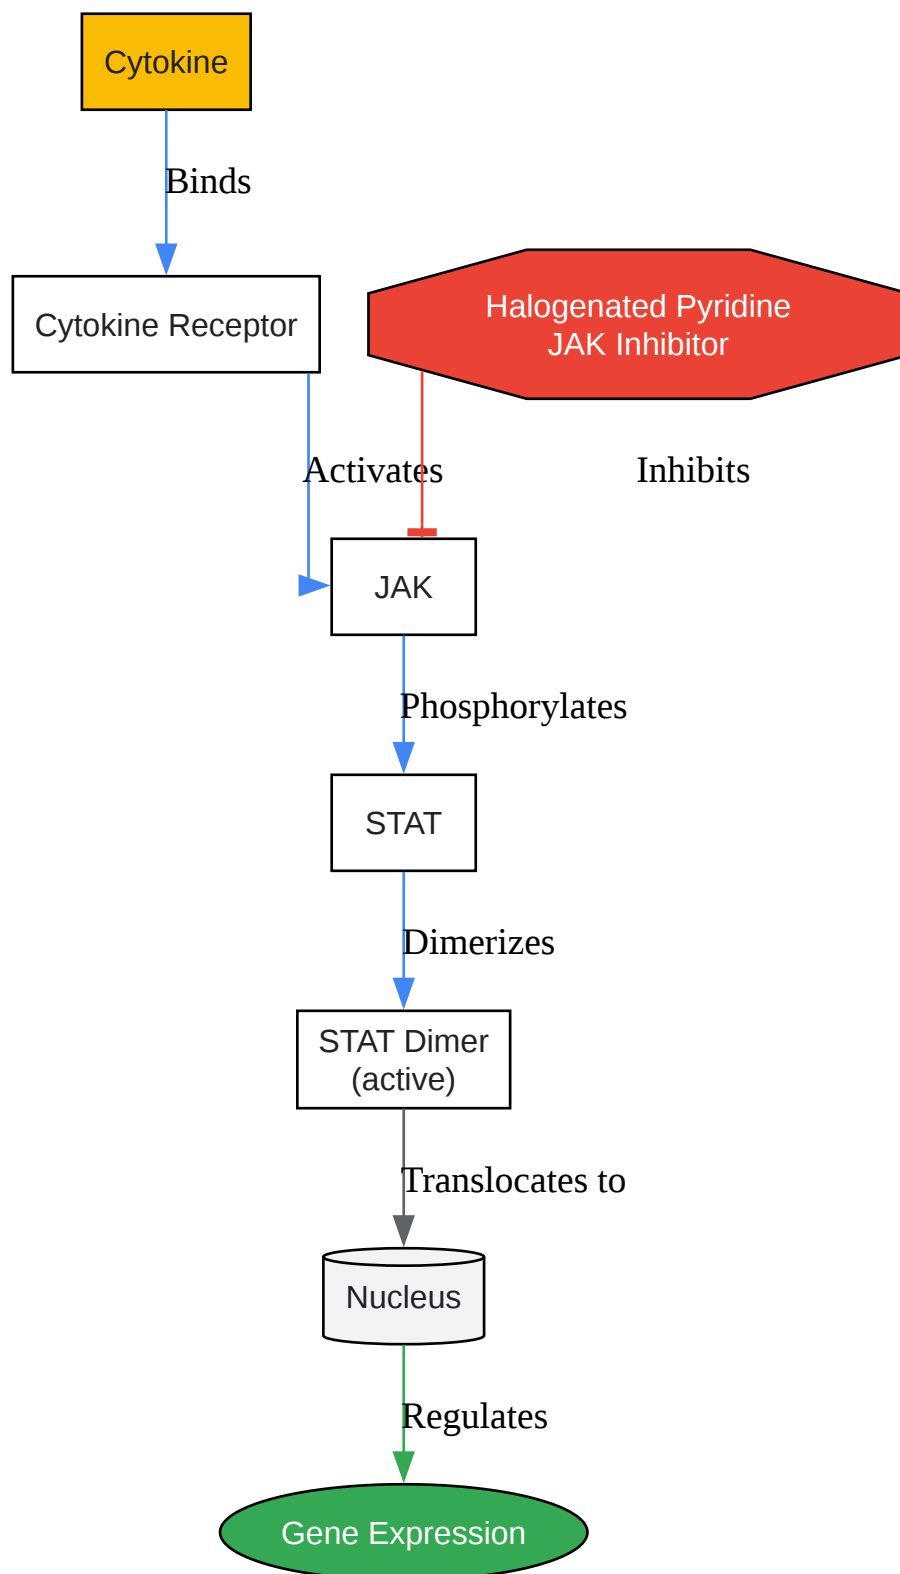 Cytokine
Binds
Cytokine Receptor
Halogenated Pyridine
JAK Inhibitor
Activates
Inhibits
JAK
Phosphorylates
STAT
Dimerizes
STAT Dimer
(active)
Translocates to
Nucleus
Regulates
Gene Expression